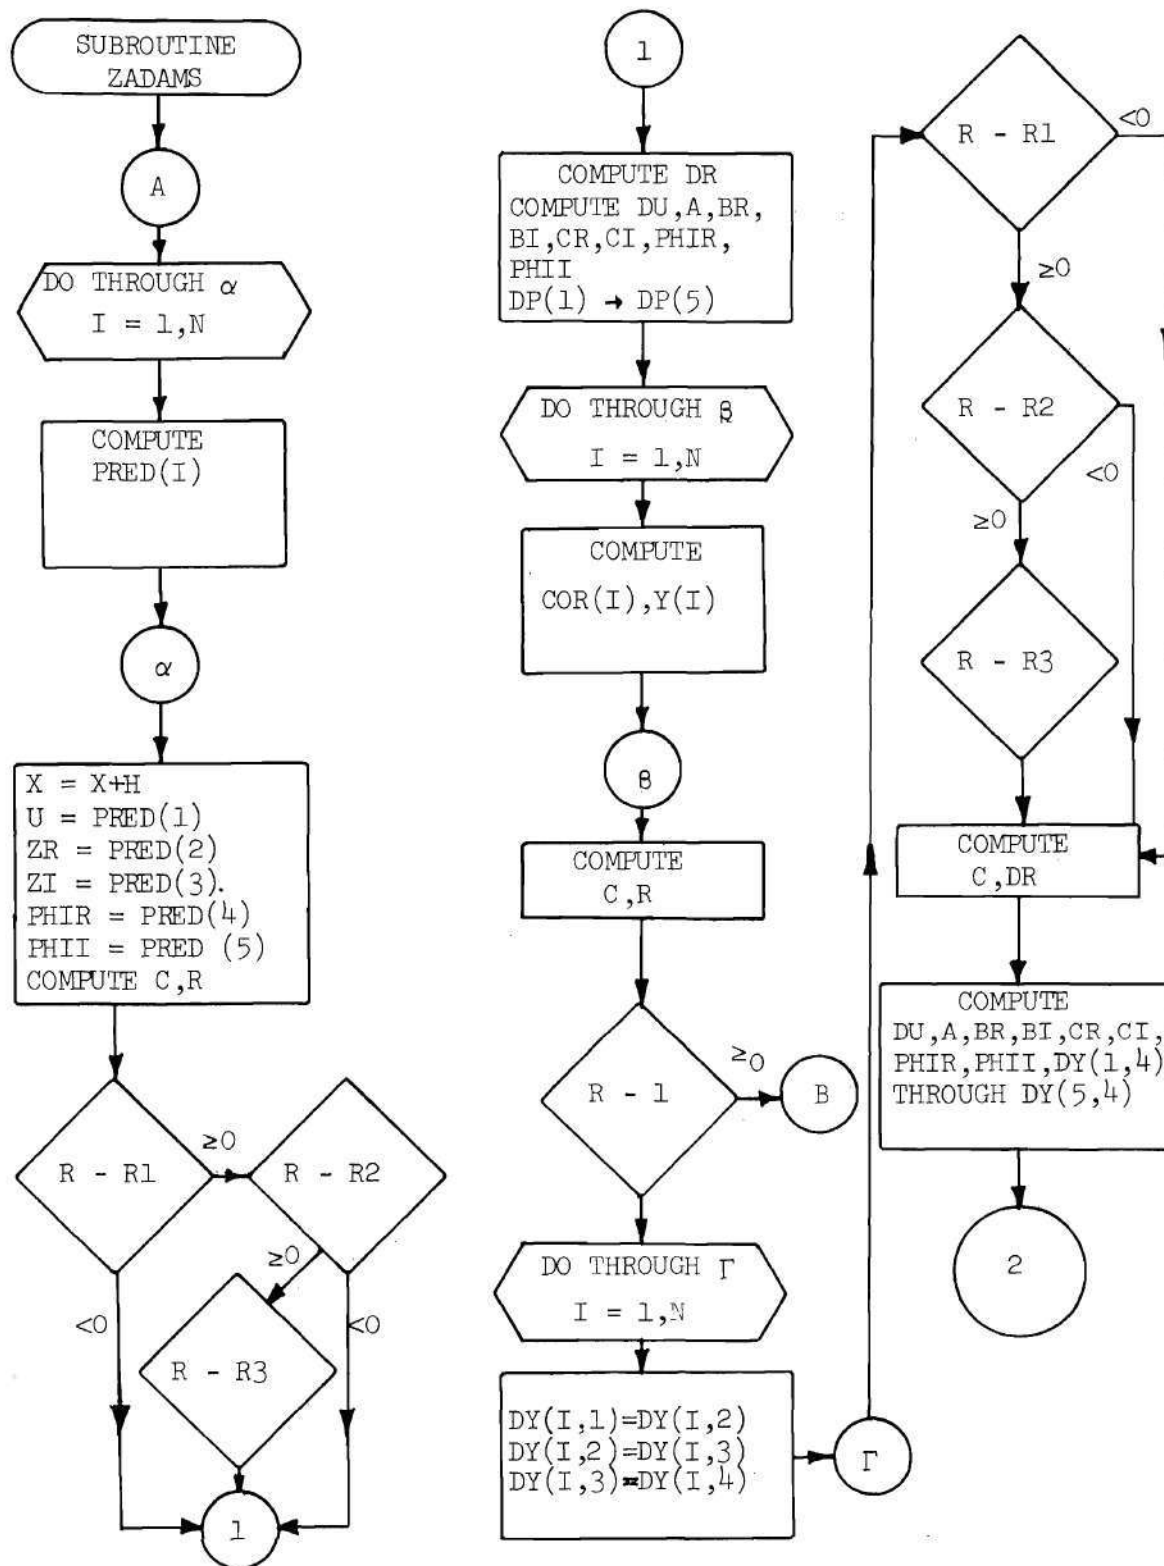 SUBROUTINE
ZADAMS
A
DO THROUGH α
I = 1,N
COMPUTE
PRED(I)
α
X = X+H
U = PRED(1)
ZR = PRED(2)
ZI = PRED(3).
PHIR = PRED(4)
PHII = PRED (5)
COMPUTE C,R
R - R1
≥0
R - R2
<0
≥0
<0
R - R3
1
1
COMPUTE DR
COMPUTE DU,A,BR,
BI,CR,CI,PHIR,
PHII
DP(1) → DP(5)
DO THROUGH β
I = 1,N
COMPUTE
COR(I),Y(I)
β
COMPUTE
C,R
R - 1
≥0
B
DO THROUGH Γ
I = 1,N
DY(I,1)=DY(I,2)
DY(I,2)=DY(I,3)
DY(I,3)=DY(I,4)
Γ
R - R1
<0
≥0
R - R2
<0
≥0
R - R3
COMPUTE
C,DR
COMPUTE
DU,A,BR,BI,CR,CI,
PHIR,PHII,DY(1,4)
THROUGH DY(5,4)
2